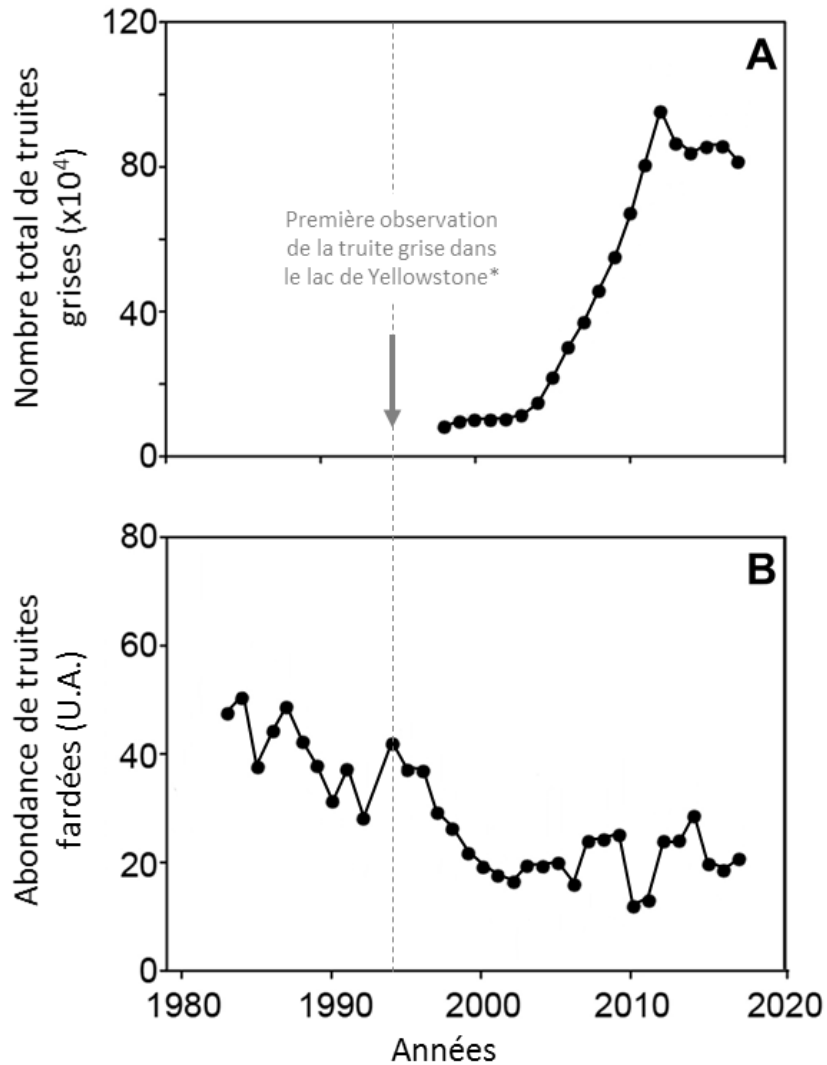 120
A
80
40
0
Nombre total de truites
grises (x10⁴)
Première observation
de la truite grise dans
le lac de Yellowstone*
80
B
60
40
20
0
Abondance de truites
fardées (U.A.)
1980 1990 2000 2010 2020
Années